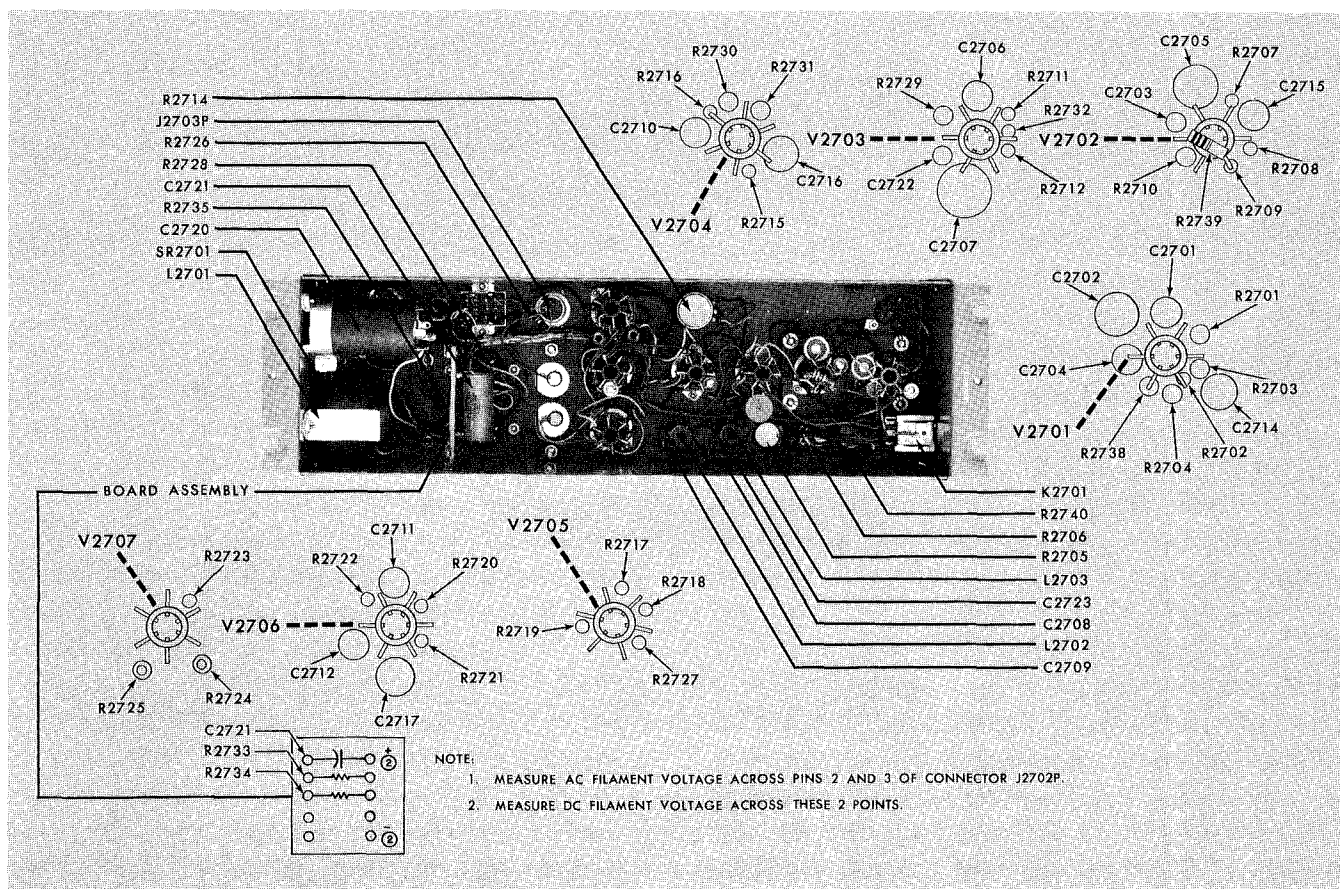 R2714
J2703P
R2726
R2728
C2721
R2735
C2720
SR2701
L2701
R2730
R2716
R2731
C2710
C2716
R2715
V2704
C2706
R2729
R2711
R2732
V2703
C2722
R2712
C2707
C2705
R2707
C2703
C2715
V2702
R2708
R2710
R2709
R2739
C2701
C2702
R2701
C2704
R2703
C2714
V2701
R2738
R2704
R2702
BOARD ASSEMBLY
K2701
R2740
R2706
R2705
L2703
C2723
C2708
L2702
C2709
V2707
R2723
R2725
R2724
C2711
R2722
R2720
V2706
C2712
R2721
C2717
V2705
R2717
R2718
R2719
R2727
C2721
R2733
R2734
+
2
−
2
NOTE:
1. MEASURE AC FILAMENT VOLTAGE ACROSS PINS 2 AND 3 OF CONNECTOR J2702P.
2. MEASURE DC FILAMENT VOLTAGE ACROSS THESE 2 POINTS.